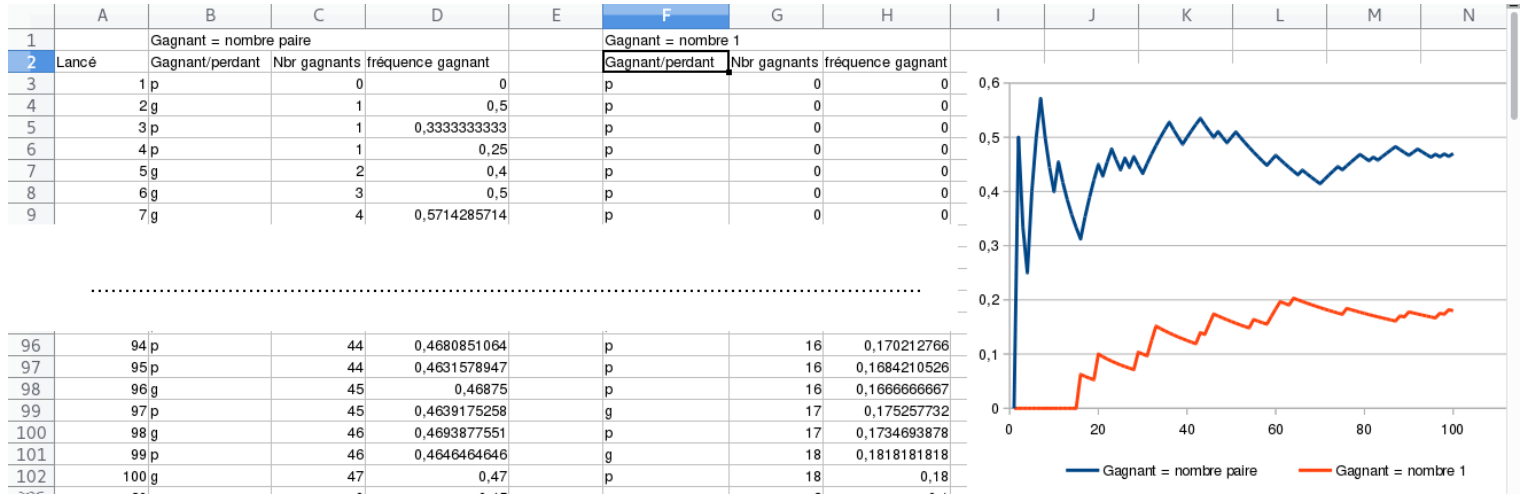 A B C D E F G H I J K L M N
1 Gagnant = nombre paire Gagnant = nombre 1
2 Lancé Gagnant/perdant Nbr gagnants fréquence gagnant Gagnant/perdant Nbr gagnants fréquence gagnant
3 1 p 0 0 p 0 0
4 2 g 1 0,5 p 0 0
5 3 p 1 0,3333333333 p 0 0
6 4 p 1 0,25 p 0 0
7 5 g 2 0,4 p 0 0
8 6 g 3 0,5 p 0 0
9 7 g 4 0,5714285714 p 0 0
96 94 p 44 0,4680851064 p 16 0,170212766
97 95 p 44 0,4631578947 p 16 0,1684210526
98 96 g 45 0,46875 p 16 0,1666666667
99 97 p 45 0,4639175258 g 17 0,175257732
100 98 g 46 0,4693877551 p 17 0,1734693878
101 99 p 46 0,4646464646 g 18 0,1818181818
102 100 g 47 0,47 p 18 0,18
0,6
0,5
0,4
0,3
0,2
0,1
0
0 20 40 60 80 100
Gagnant = nombre paire Gagnant = nombre 1